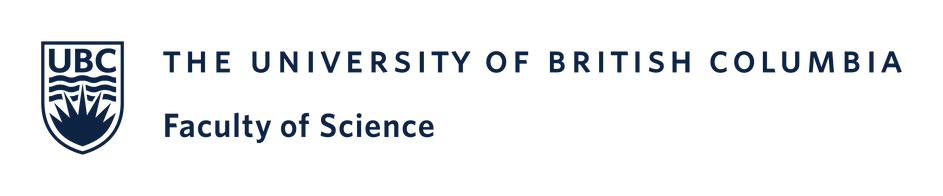 UBC
THE UNIVERSITY OF BRITISH COLUMBIA
Faculty of Science